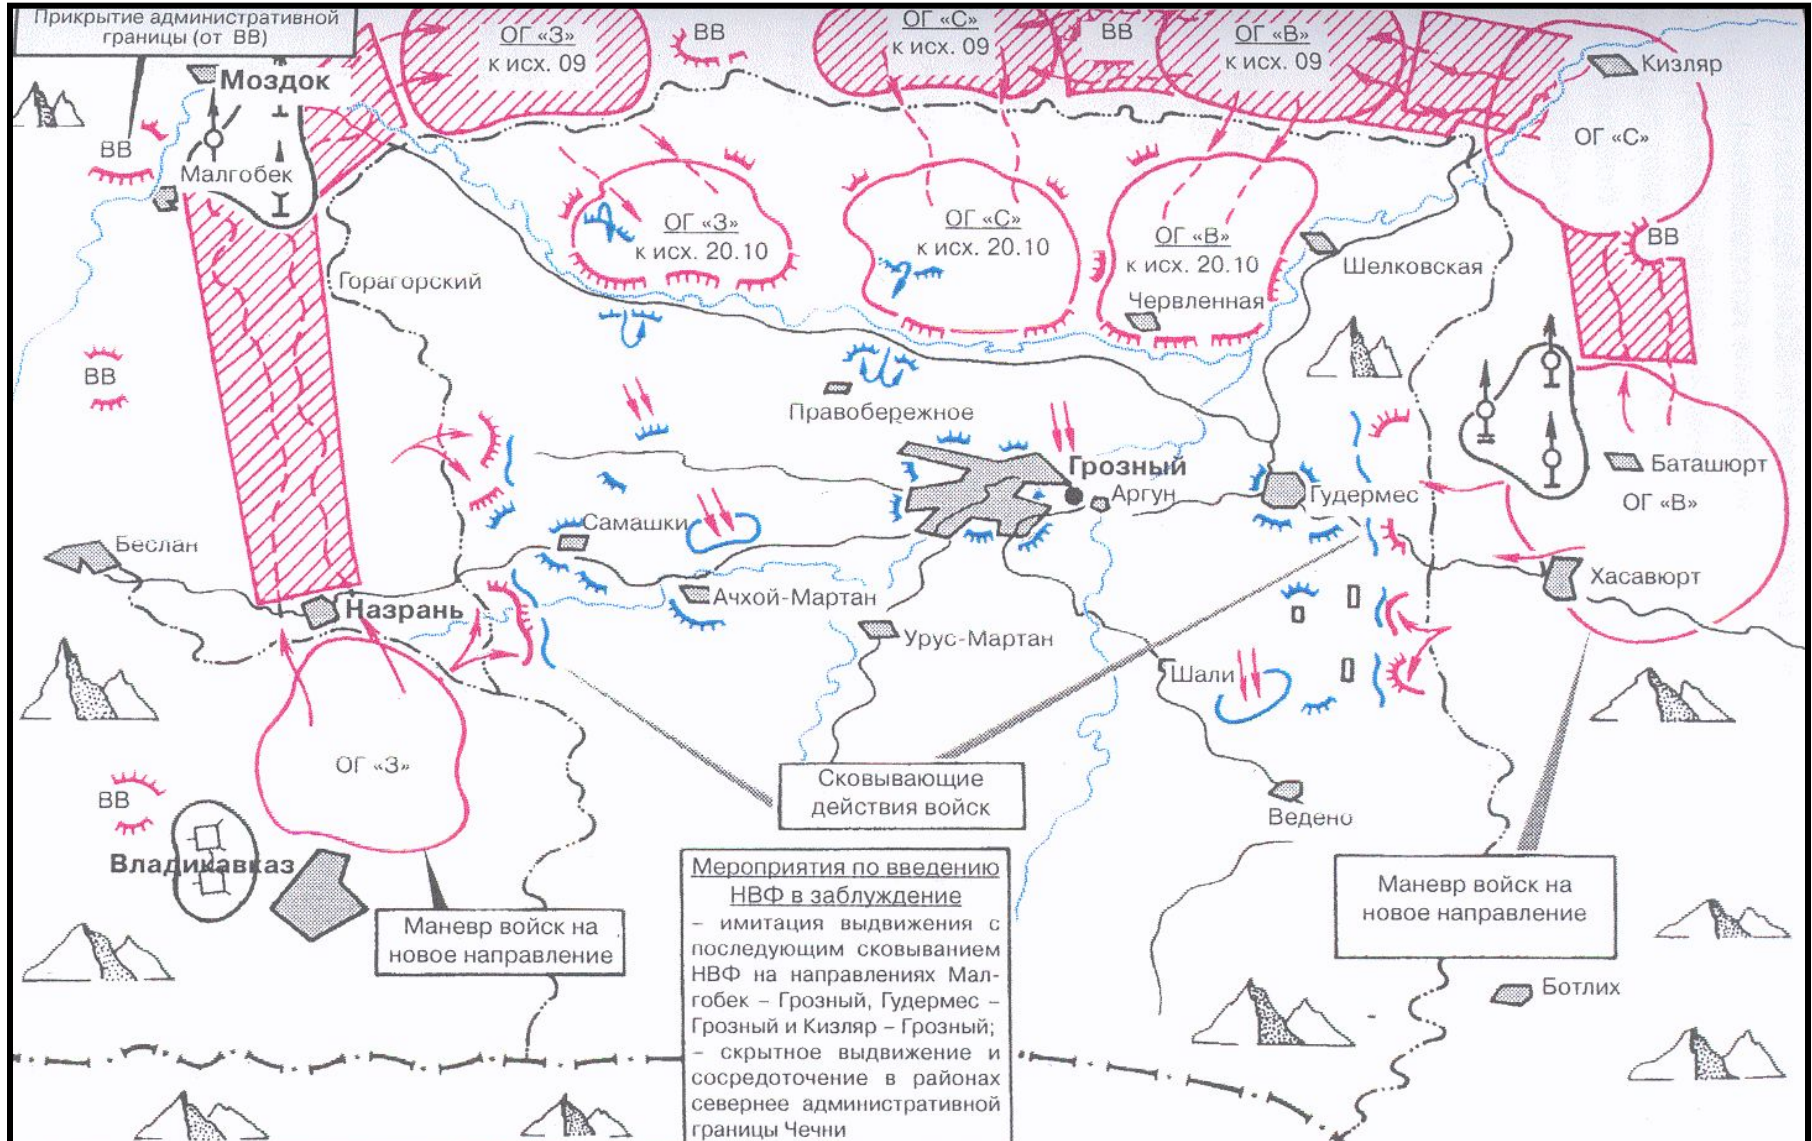 Прикрытие административной
границы (от ВВ)
ОГ «З»
к исх. 09
ВВ
ОГ «С»
к исх. 09
ВВ
ОГ «В»
к исх. 09
Кизляр
Моздок
ОГ «С»
ВВ
Малгобек
ОГ «З»
к исх. 20.10
ОГ «С»
к исх. 20.10
ОГ «В»
к исх. 20.10
Червленная
ВВ
Шелковская
Горагорский
ВВ
Правобережное
Грозный
Аргун
Гудермес
Баташюрт
ОГ «В»
Самашки
Беслан
Хасавюрт
Назрань
Ачхой-Мартан
Урус-Мартан
Шали
ОГ «З»
Сковывающие
действия войск
ВВ
Ведено
Владикавказ
Маневр войск на
новое направление
Маневр войск на
новое направление
Мероприятия по введению
НВФ в заблуждение
– имитация выдвижения с
последующим сковыванием
НВФ на направлениях Мал-
гобек – Грозный, Гудермес –
Грозный и Кизляр – Грозный;
– скрытное выдвижение и
сосредоточение в районах
севернее административной
границы Чечни
Ботлих